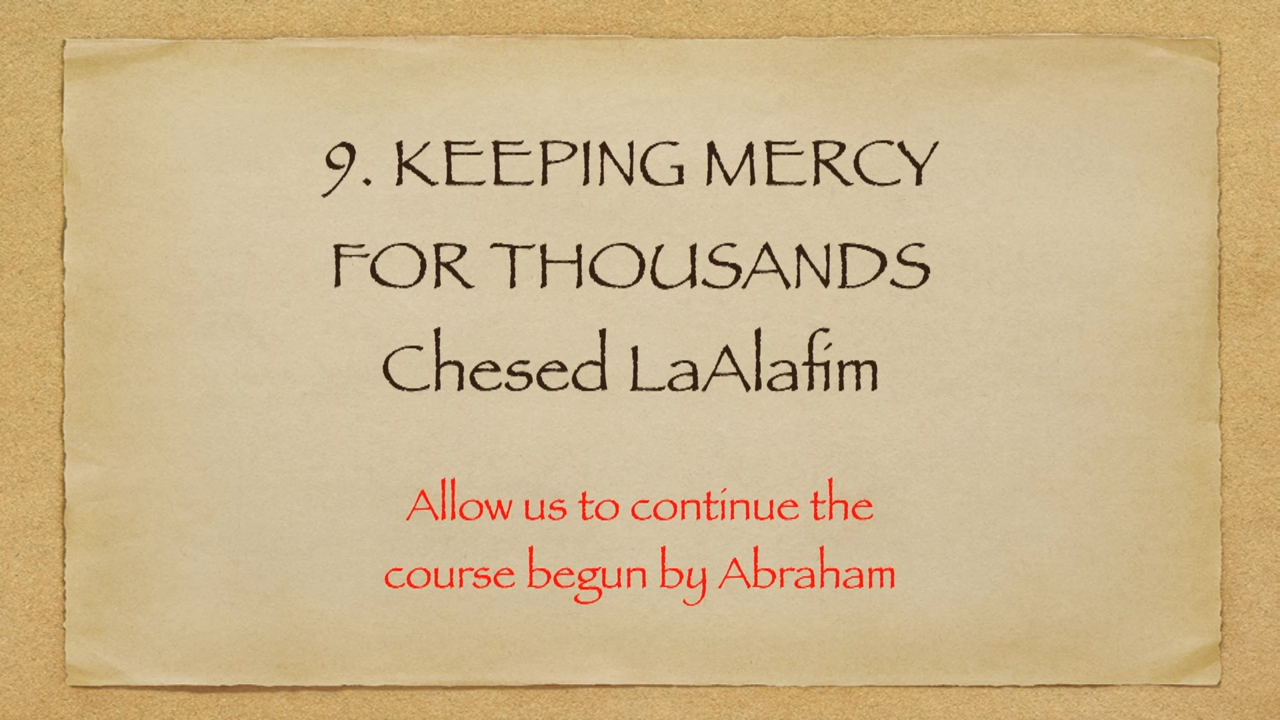 9. KEEPING MERCY
FOR THOUSANDS
Chesed LaAlafim
Allow us to continue the
course begun by Abraham